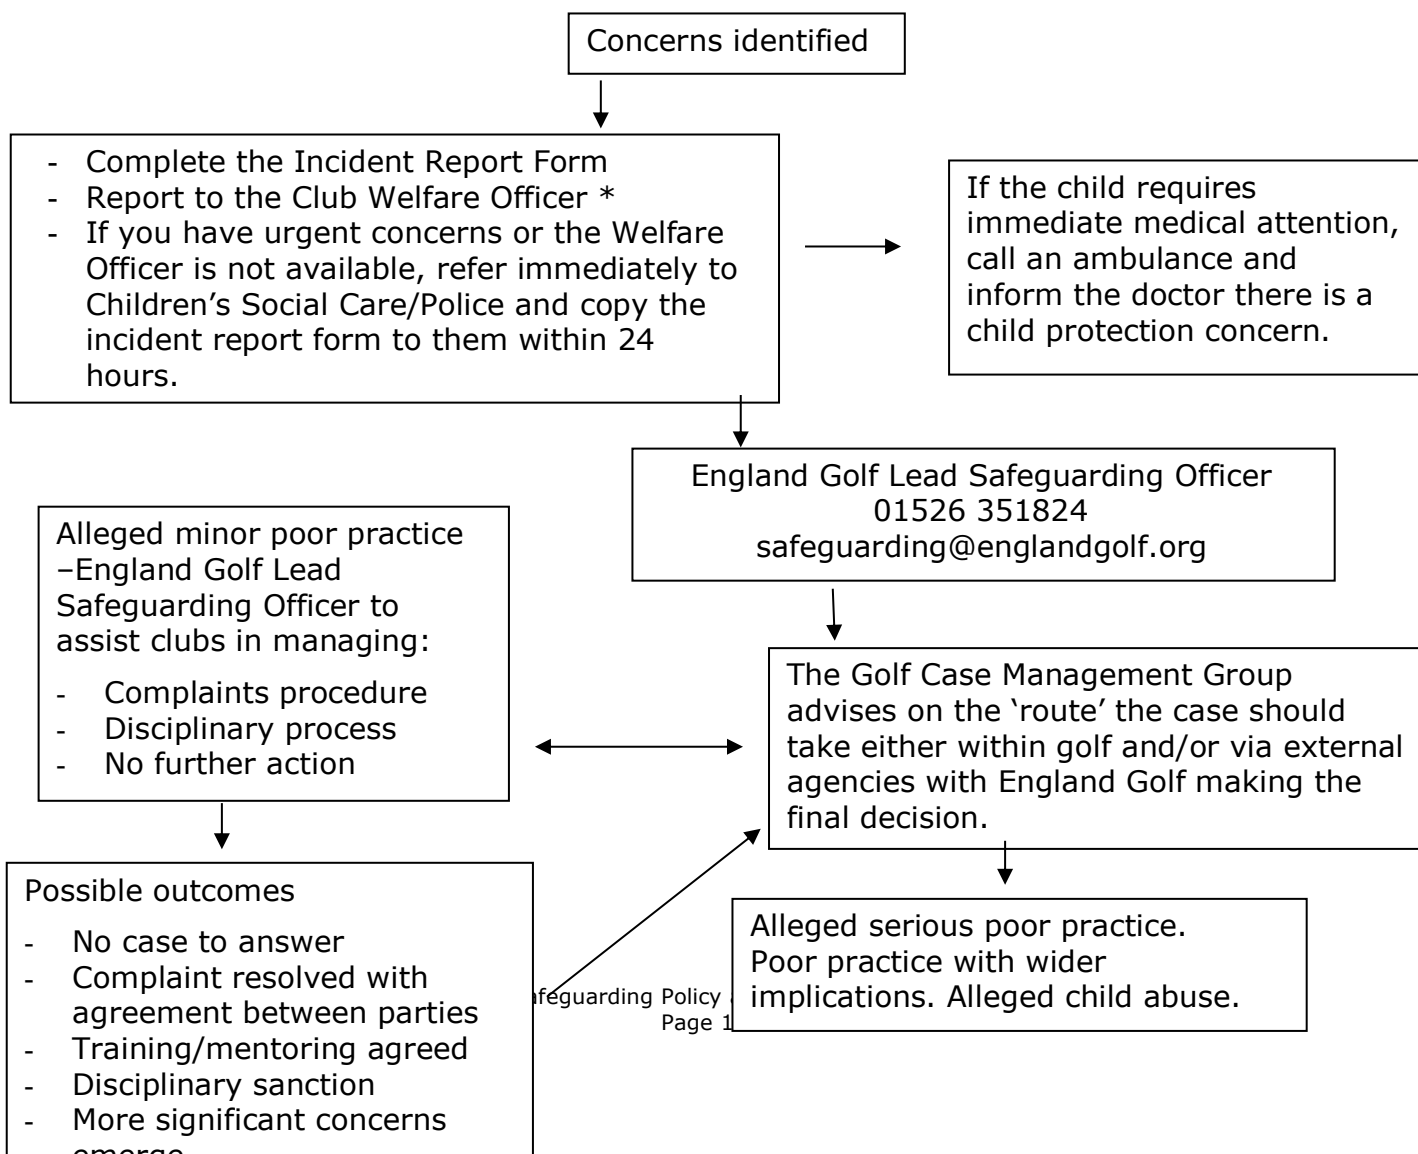 Concerns identified
- Complete the Incident Report Form
- Report to the Club Welfare Officer *
- If you have urgent concerns or the Welfare
Officer is not available, refer immediately to
Children’s Social Care/Police and copy the
incident report form to them within 24
hours.
If the child requires
immediate medical attention,
call an ambulance and
inform the doctor there is a
child protection concern.
England Golf Lead Safeguarding Officer
01526 351824
safeguarding@englandgolf.org
Alleged minor poor practice
–England Golf Lead
Safeguarding Officer to
assist clubs in managing:
- Complaints procedure
- Disciplinary process
- No further action
The Golf Case Management Group
advises on the ‘route’ the case should
take either within golf and/or via external
agencies with England Golf making the
final decision.
Possible outcomes
- No case to answer
- Complaint resolved with
agreement between parties
- Training/mentoring agreed
- Disciplinary sanction
- More significant concerns
emerge
Alleged serious poor practice.
Poor practice with wider
implications. Alleged child abuse.
afeguarding Policy
Page 1